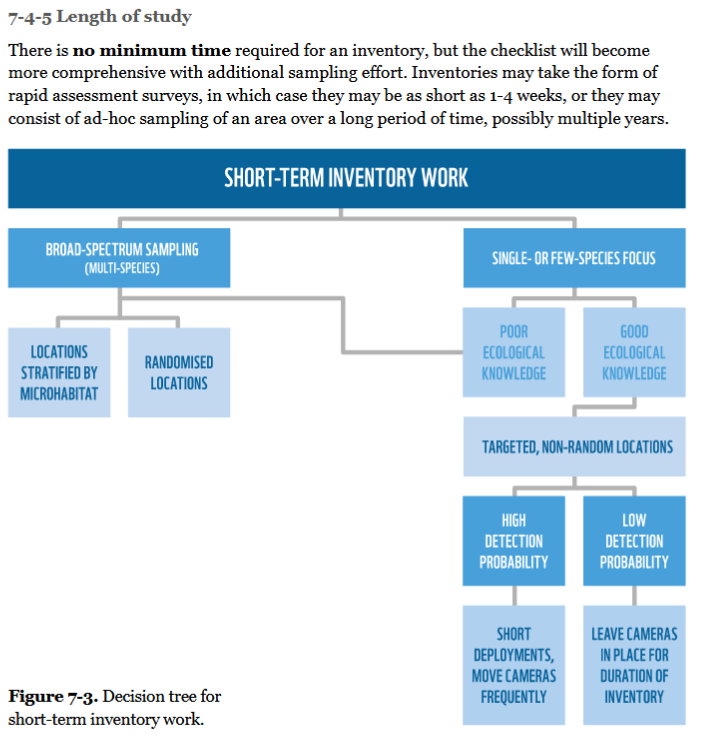 7-4-5 Length of study
There is no minimum time required for an inventory, but the checklist will become
more comprehensive with additional sampling effort. Inventories may take the form of
rapid assessment surveys, in which case they may be as short as 1-4 weeks, or they may
consist of ad-hoc sampling of an area over a long period of time, possibly multiple years.
SHORT-TERM INVENTORY WORK
BROAD-SPECTRUM SAMPLING
(MULTI-SPECIES)
SINGLE- OR FEW-SPECIES FOCUS
LOCATIONS
STRATIFIED BY
MICROHABITAT
RANDOMISED
LOCATIONS
POOR
ECOLOGICAL
KNOWLEDGE
GOOD
ECOLOGICAL
KNOWLEDGE
TARGETED, NON-RANDOM LOCATIONS
HIGH
DETECTION
PROBABILITY
LOW
DETECTION
PROBABILITY
SHORT
DEPLOYMENTS,
MOVE CAMERAS
FREQUENTLY
LEAVE CAMERAS
IN PLACE FOR
DURATION OF
INVENTORY
Figure 7-3. Decision tree for
short-term inventory work.